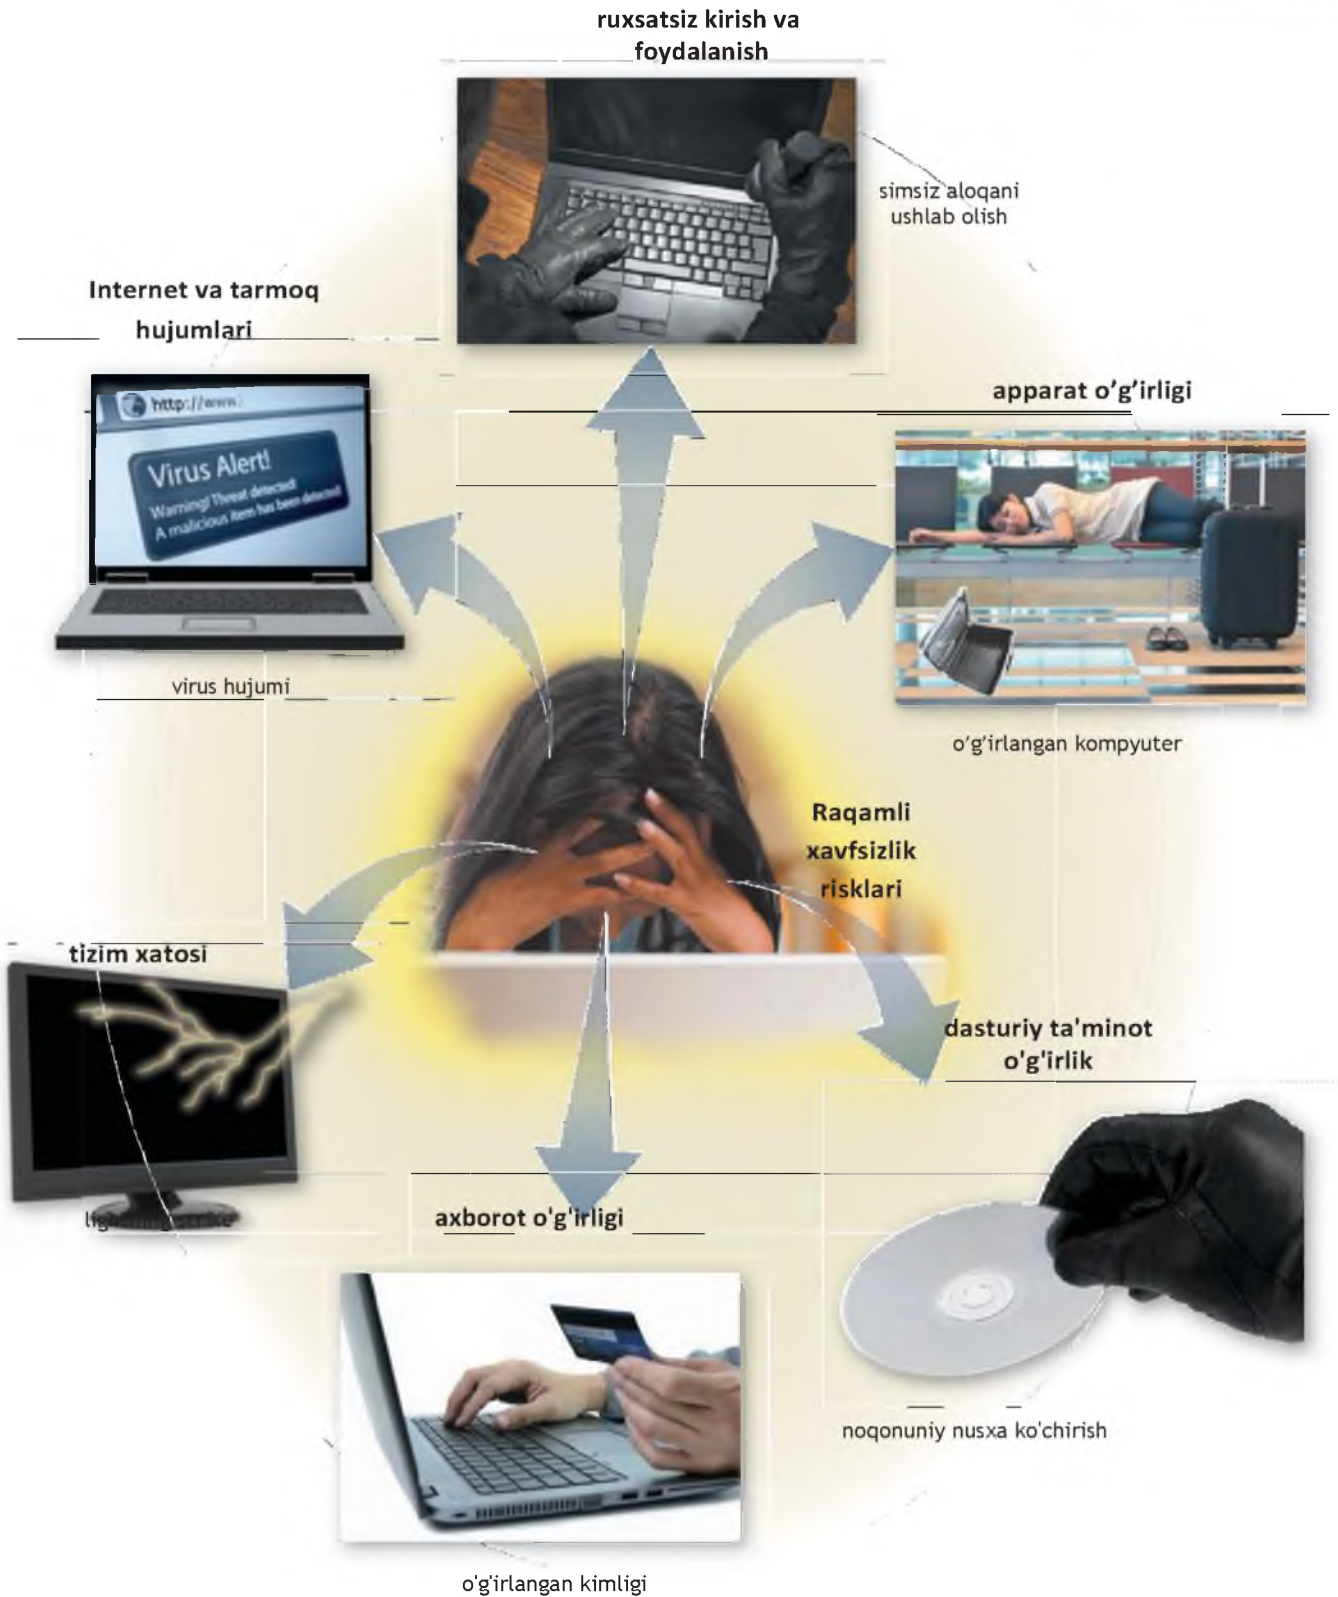 ruxsatsiz kirish va
foydalanish
simsiz aloqani
ushlab olish
Internet va tarmoq
hujumlari
http://www.
Virus Alert!
Warning! Threat detected!
A malicious item has been detected
virus hujumi
apparat o'g'irligi
o'g'irlangan kompyuter
Raqamli
xavfsizlik
risklari
tizim xatosi
lightning strike
dasturiy ta'minot
o'g'irlik
noqonuniy nusxa ko'chirish
axborot o'g'irligi
o'g'irlangan kimligi